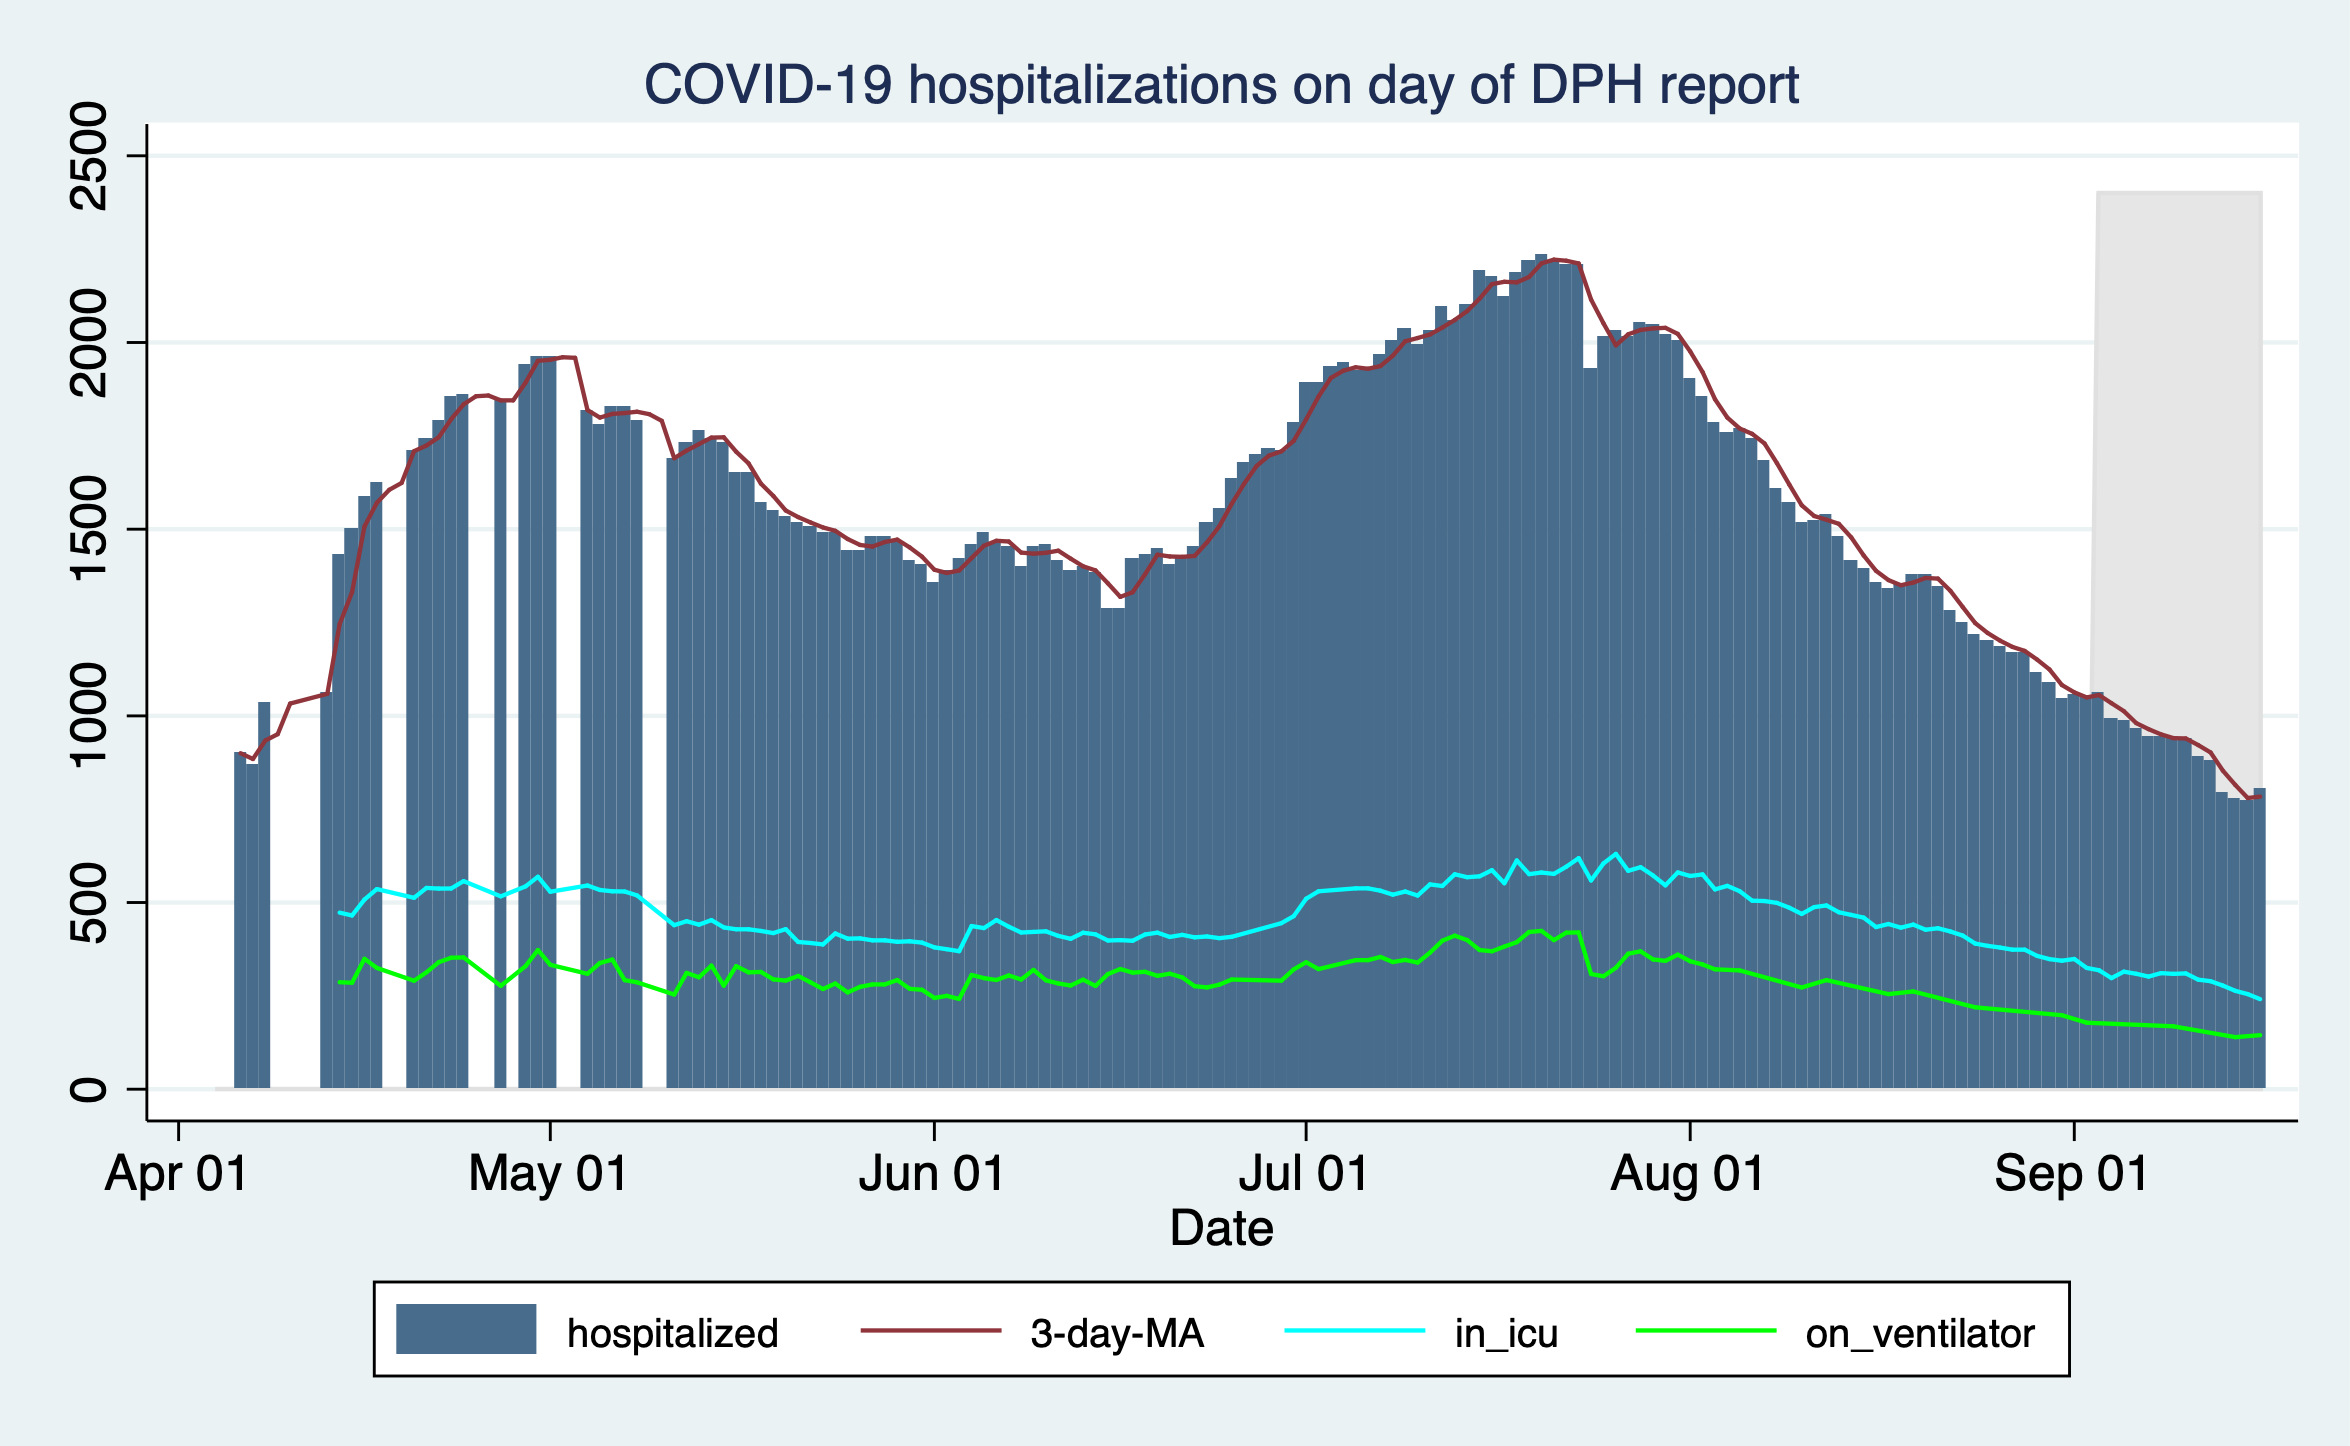 COVID-19 hospitalizations on day of DPH report
2500
2000
1500
1000
500
0
Apr 01 May 01 Jun 01 Jul 01 Aug 01 Sep 01
Date
hospitalized 3-day-MA in_icu on_ventilator